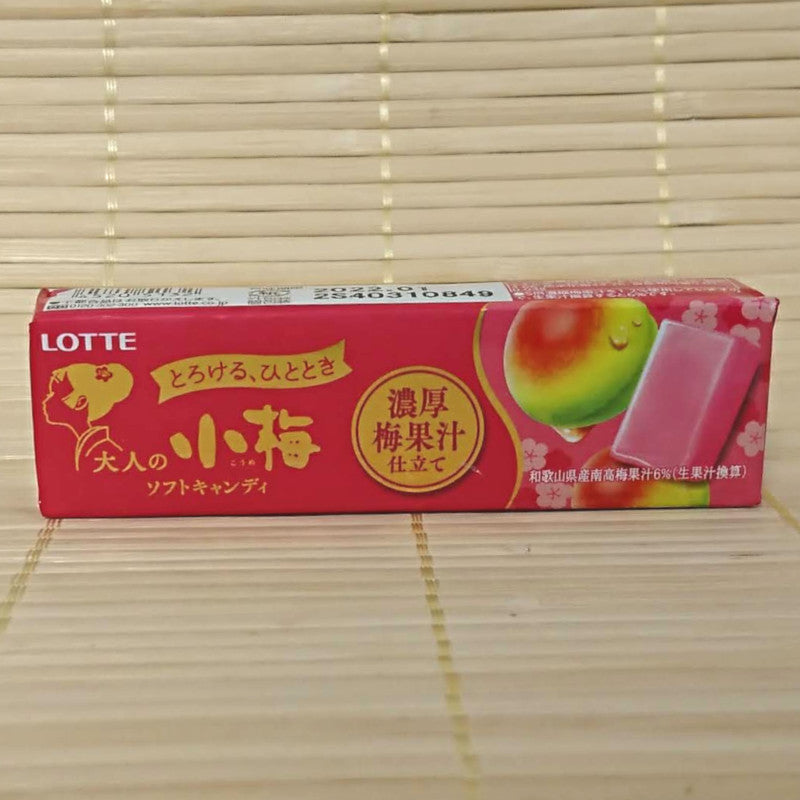 2022.01
2S40310849
www.lotte.co.jp
LOTTE
とろける、ひととき
大人の小梅
こうめ
ソフトキャンディ
濃厚
梅果汁
仕立て
和歌山県産南高梅果汁6%(生果汁換算)